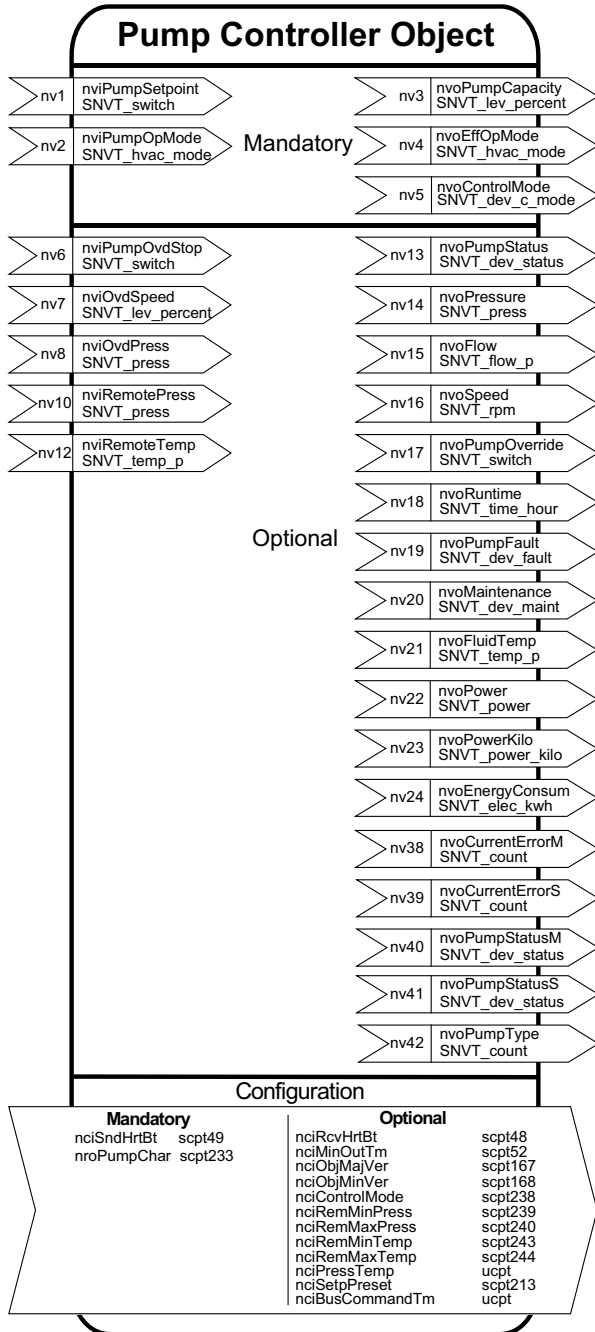 Pump Controller Object
nv1 nviPumpSetpoint
SNVT_switch
nv2 nviPumpOpMode
SNVT_hvac_mode
Mandatory
nv3 nvoPumpCapacity
SNVT_lev_percent
nv4 nvoEffOpMode
SNVT_hvac_mode
nv5 nvoControlMode
SNVT_dev_c_mode
nv6 nviPumpOvdStop
SNVT_switch
nv7 nviOvdSpeed
SNVT_lev_percent
nv8 nviOvdPress
SNVT_press
nv10 nviRemotePress
SNVT_press
nv12 nviRemoteTemp
SNVT_temp_p
Optional
nv13 nvoPumpStatus
SNVT_dev_status
nv14 nvoPressure
SNVT_press
nv15 nvoFlow
SNVT_flow_p
nv16 nvoSpeed
SNVT_rpm
nv17 nvoPumpOverride
SNVT_switch
nv18 nvoRuntime
SNVT_time_hour
nv19 nvoPumpFault
SNVT_dev_fault
nv20 nvoMaintenance
SNVT_dev_maint
nv21 nvoFluidTemp
SNVT_temp_p
nv22 nvoPower
SNVT_power
nv23 nvoPowerKilo
SNVT_power_kilo
nv24 nvoEnergyConsum
SNVT_elec_kwh
nv38 nvoCurrentErrorM
SNVT_count
nv39 nvoCurrentErrorS
SNVT_count
nv40 nvoPumpStatusM
SNVT_dev_status
nv41 nvoPumpStatusS
SNVT_dev_status
nv42 nvoPumpType
SNVT_count
Configuration
Mandatory
nciSndHrtBt scpt49
nroPumpChar scpt233
Optional
nciRcvHrtBt scpt48
nciMinOutTm scpt52
nciObjMajVer scpt167
nciObjMinVer scpt168
nciControlMode scpt238
nciRemMinPress scpt239
nciRemMaxPress scpt240
nciRemMinTemp scpt243
nciRemMaxTemp scpt244
nciPressTemp ucpt
nciSetpPreset scpt213
nciBusCommandTm ucpt